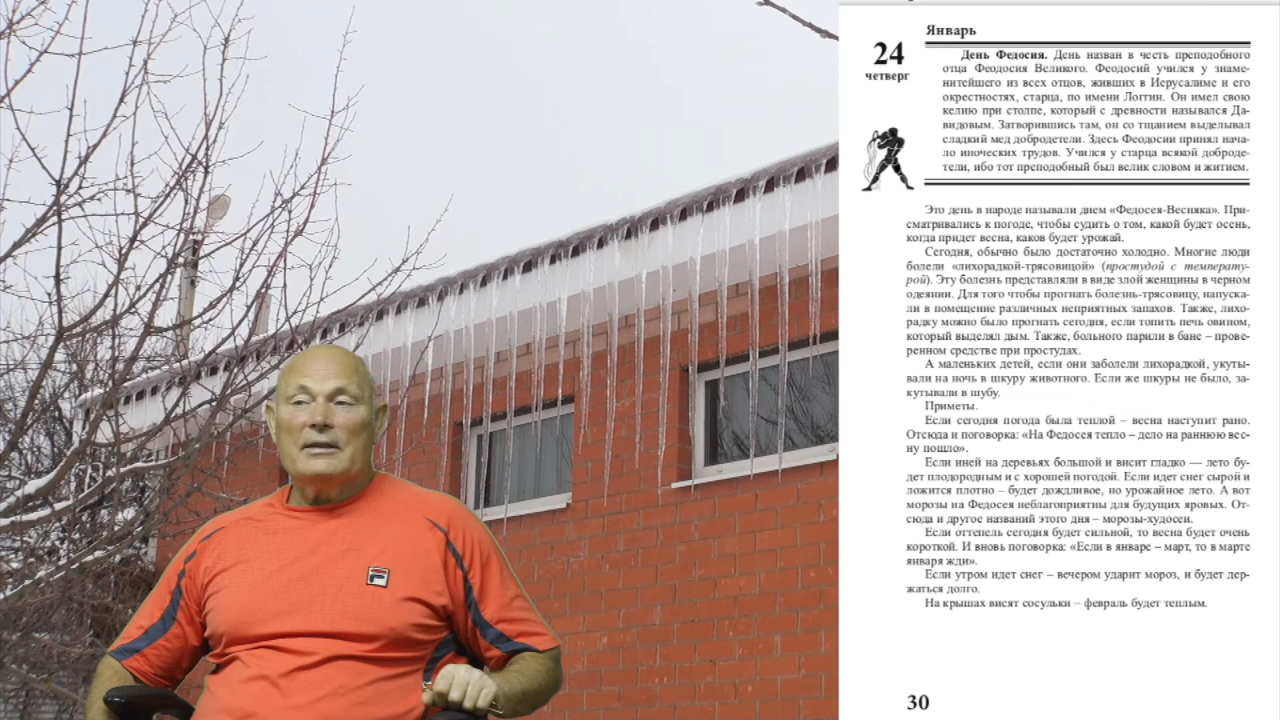 Январь
24
четверг
День Федосия. День назван в честь преподобного
отца Феодосия Великого. Феодосий учился у знаме-
нитейшего из всех отцов, живших в Иерусалиме и его
окрестностях, старца, по имени Логгин. Он имел свою
келию при столпе, который с древности назывался Да-
видовым. Затворившись там, он со тщанием выделывал
сладкий мед добродетели. Здесь Феодосии принял нача-
ло иноческих трудов. Учился у старца всякой доброде-
тели, ибо тот преподобный был велик словом и житием.
Это день в народе называли днем «Федосея-Весняка». При-
сматривались к погоде, чтобы судить о том, какой будет осень,
когда придет весна, каков будет урожай.
Сегодня, обычно было достаточно холодно. Многие люди
болели «лихорадкой-трясовицой» (простудой с температу-
рой). Эту болезнь представляли в виде злой женщины в черном
одеянии. Для того чтобы прогнать болезнь-трясовицу, напуска-
ли в помещение различных неприятных запахов. Также, лихо-
радку можно было прогнать сегодня, если топить печь овином,
который выделял дым. Также, больного парили в бане – прове-
ренном средстве при простудах.
А маленьких детей, если они заболели лихорадкой, укуты-
вали на ночь в шкуру животного. Если же шкуры не было, за-
кутывали в шубу.
Приметы.
Если сегодня погода была теплой – весна наступит рано.
Отсюда и поговорка: «На Федосея тепло – дело на раннюю вес-
ну пошло».
Если иней на деревьях большой и висит гладко — лето бу-
дет плодородным и с хорошей погодой. Если идет снег сырой и
ложится плотно – будет дождливое, но урожайное лето. А вот
морозы на Федосея неблагоприятны для будущих яровых. От-
сюда и другое названий этого дня – морозы-худосеи.
Если оттепель сегодня будет сильной, то весна будет очень
короткой. И вновь поговорка: «Если в январе – март, то в марте
января жди».
Если утром идет снег – вечером ударит мороз, и будет дер-
жаться долго.
На крышах висят сосульки – февраль будет теплым.
30